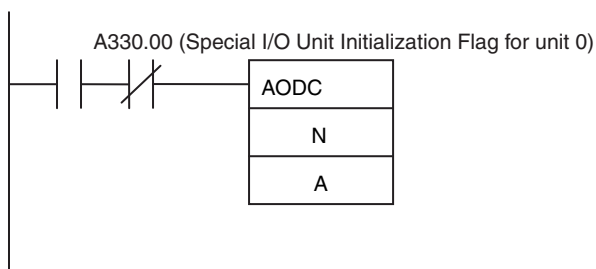 A330.00 (Special I/O Unit Initialization Flag for unit 0)
AODC
N
A